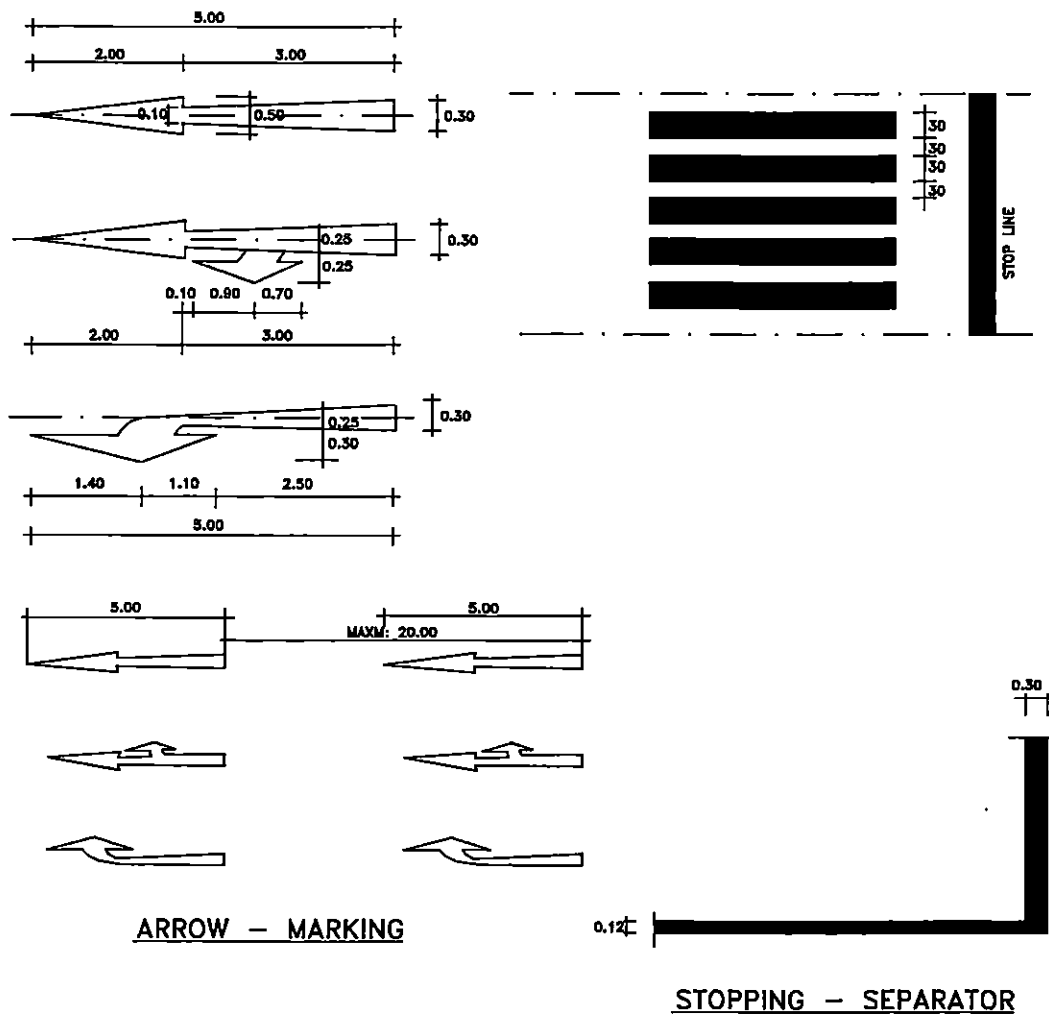 5.00
2.00 3.00
0.10 0.50 0.30
30
30
30
30
STOP LINE
0.25 0.30
0.25
0.10 0.90 0.70
2.00 3.00
0.25 0.30
0.30
1.40 1.10 2.50
5.00
5.00 5.00
MAXM: 20.00
0.30
0.12
ARROW - MARKING
STOPPING - SEPARATOR